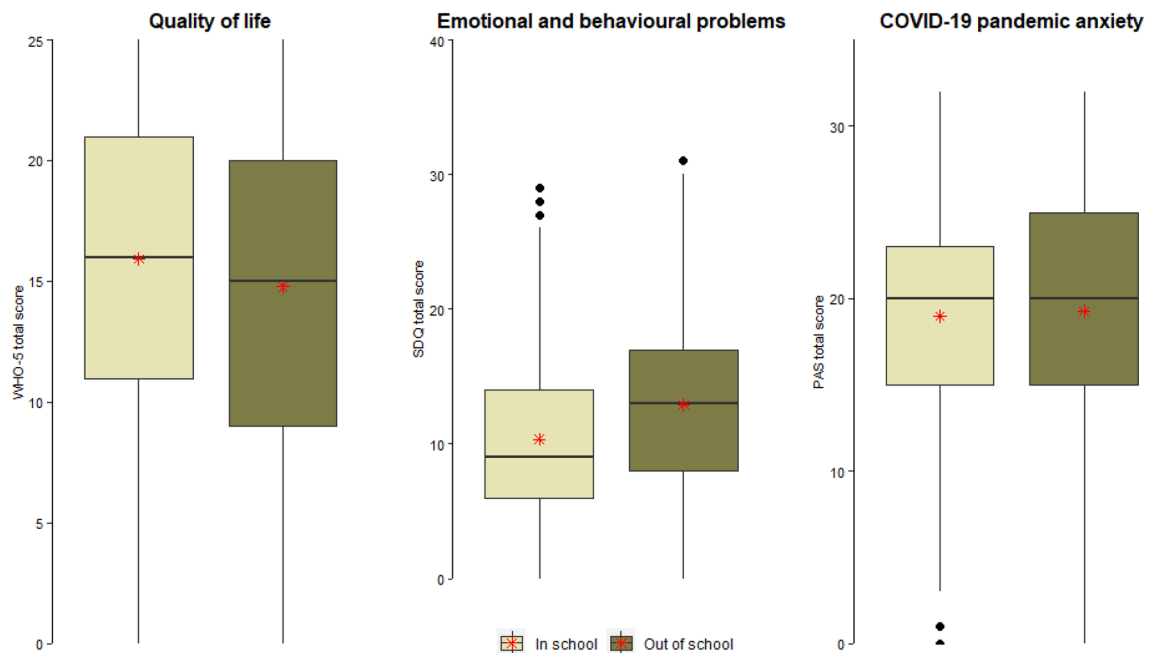 Quality of life
WHO-5 total score
25
20
15
10
5
0
Emotional and behavioural problems
SDQ total score
40
30
20
10
0
COVID-19 pandemic anxiety
PAS total score
30
20
10
0
In school
Out of school